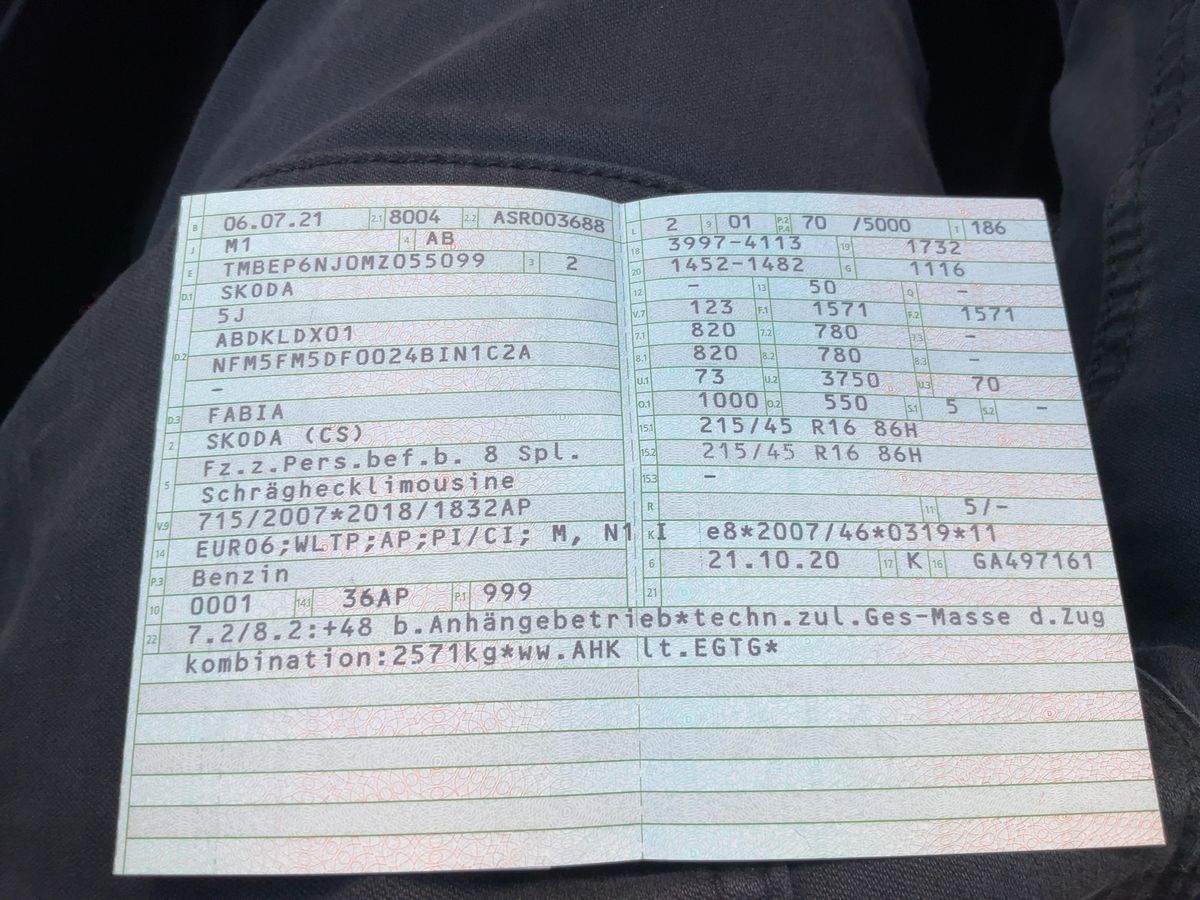 B 06.07.21 2.1 8004 2.2 ASR003688
J M1 4 AB
E TMBEP6NJ0MZ055099 3 2
D.1 SKODA
5J
D.2 ABDKLDX01
NFM5FM5DF0024BIN1C2A
–
D.3 FABIA
2 SKODA (CS)
5 Fz.z.Pers.bef.b. 8 Spl.
Schräghecklimousine
V.9 715/2007*2018/1832AP
14 EURO6;WLTP;AP;PI/CI; M, N1 I
P.3 Benzin
10 0001 14.1 36AP P.1 999
L 2 9 01 P.2 P.4 70 /5000 T 186
18 3997-4113 19 1732
20 1452-1482 G 1116
12 – 13 50 Q –
V.7 123 F.1 1571 F.2 1571
7.1 820 7.2 780 7.3 –
8.1 820 8.2 780 8.3 –
U.1 73 U.2 3750 U.3 70
O.1 1000 O.2 550 S.1 5 S.2 –
15.1 215/45 R16 86H
15.2 215/45 R16 86H
15.3 –
R 11 5/–
K e8*2007/46*0319*11
6 21.10.20 17 K 16 GA497161
21
22 7.2/8.2:+48 b.Anhängebetrieb*techn.zul.Ges-Masse d.Zug
kombination:2571kg*ww.AHK lt.EGTG*